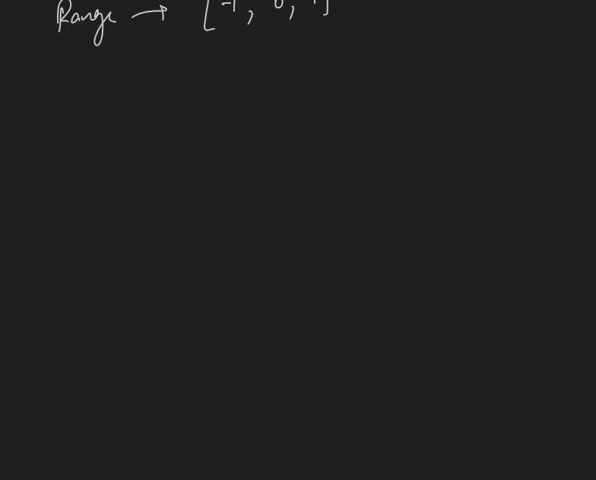 Range → [-1, 0, 1]